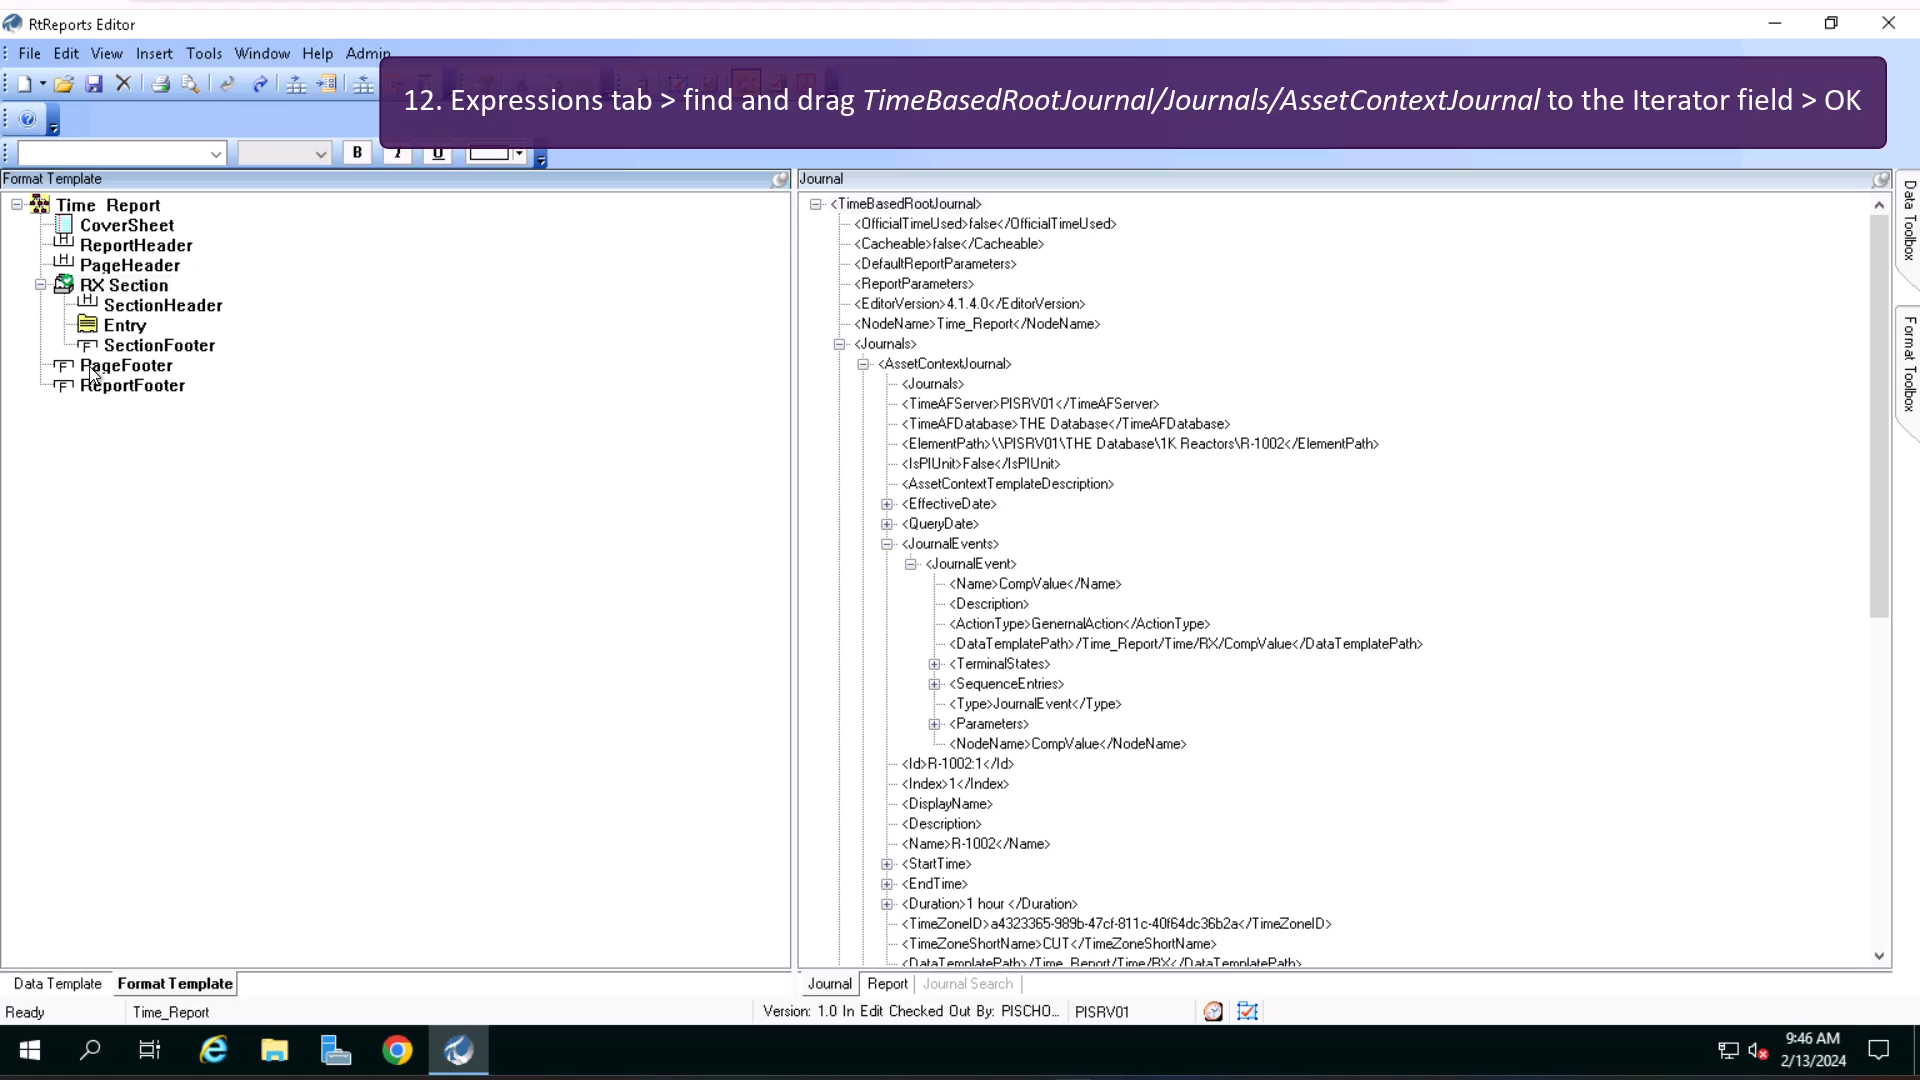 RtReports Editor
File Edit View Insert Tools Window Help Admin
12. Expressions tab > find and drag TimeBasedRootJournal/Journals/AssetContextJournal to the Iterator field > OK
B I U
Format Template
Time Report
CoverSheet
ReportHeader
PageHeader
RX Section
SectionHeader
Entry
SectionFooter
PageFooter
ReportFooter
Journal
<TimeBasedRootJournal>
<OfficialTimeUsed>false</OfficialTimeUsed>
<Cacheable>false</Cacheable>
<DefaultReportParameters>
<ReportParameters>
<EditorVersion>4.1.4.0</EditorVersion>
<NodeName>Time_Report</NodeName>
<Journals>
<AssetContextJournal>
<Journals>
<TimeAFServer>PISRV01</TimeAFServer>
<TimeAFDatabase>THE Database</TimeAFDatabase>
<ElementPath>\\PISRV01\THE Database\1K Reactors\R-1002</ElementPath>
<IsPIUnit>False</IsPIUnit>
<AssetContextTemplateDescription>
<EffectiveDate>
<QueryDate>
<JournalEvents>
<JournalEvent>
<Name>CompValue</Name>
<Description>
<ActionType>GenernalAction</ActionType>
<DataTemplatePath>/Time_Report/Time/RX/CompValue</DataTemplatePath>
<TerminalStates>
<SequenceEntries>
<Type>JournalEvent</Type>
<Parameters>
<NodeName>CompValue</NodeName>
<Id>R-1002:1</Id>
<Index>1</Index>
<DisplayName>
<Description>
<Name>R-1002</Name>
<StartTime>
<EndTime>
<Duration>1 hour </Duration>
<TimeZoneID>a4323365-989b-47cf-811c-40f64dc36b2a</TimeZoneID>
<TimeZoneShortName>CUT</TimeZoneShortName>
<DataTemplatePath>/Time_Report/Time/RX</DataTemplatePath>
Data Toolbox
Format Toolbox
Data Template Format Template
Journal Report Journal Search
Ready Time_Report Version: 1.0 In Edit Checked Out By: PISCHO... PISRV01
9:46 AM
2/13/2024